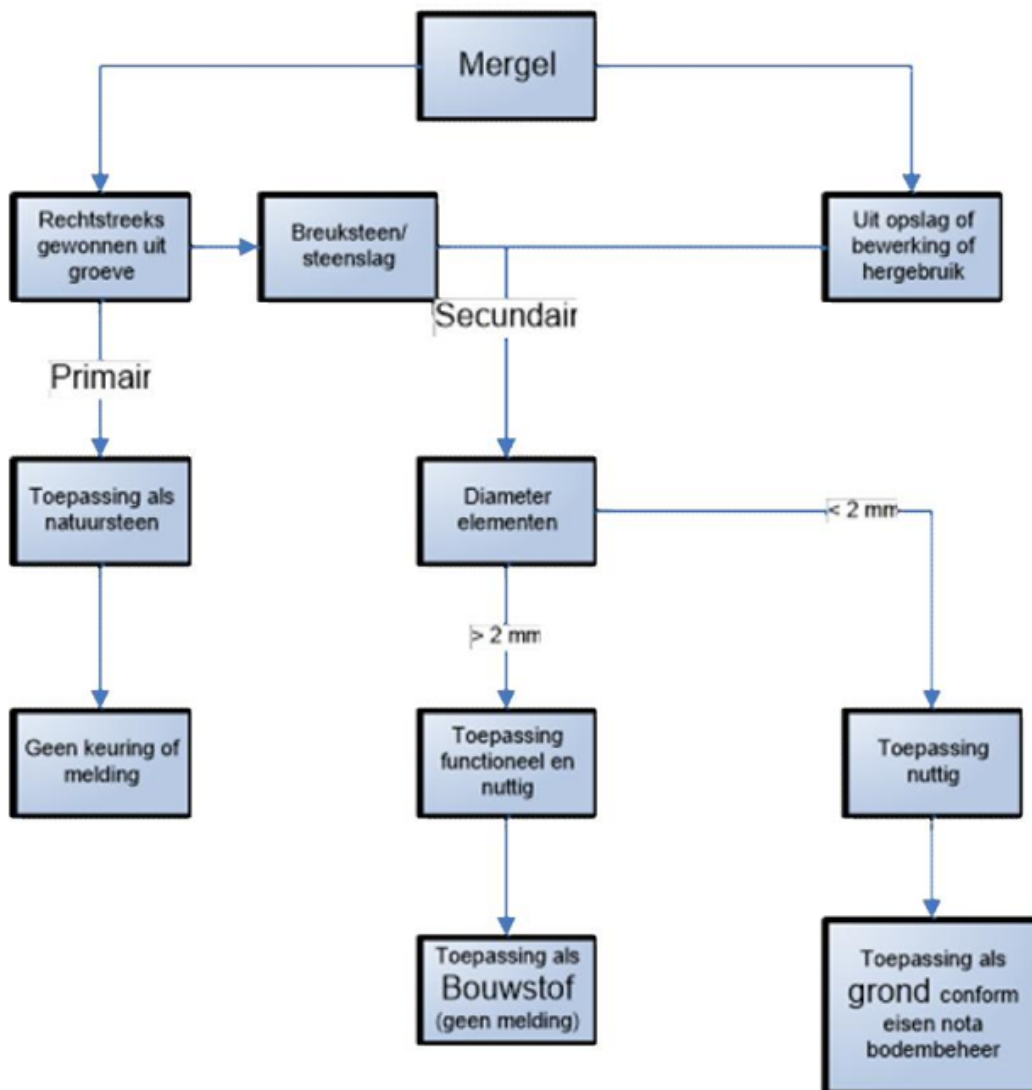 Mergel
Rechtstreeks
gewonnen uit
groeve
Breuksteen/
steenslag
Uit opslag of
bewerking of
hergebruik
Secundair
Primair
Toepassing als
natuursteen
Diameter
elementen
< 2 mm
> 2 mm
Geen keuring of
melding
Toepassing
functioneel en
nuttig
Toepassing
nuttig
Toepassing als
Bouwstof
(geen melding)
Toepassing als
grond conform
eisen nota
bodembeheer